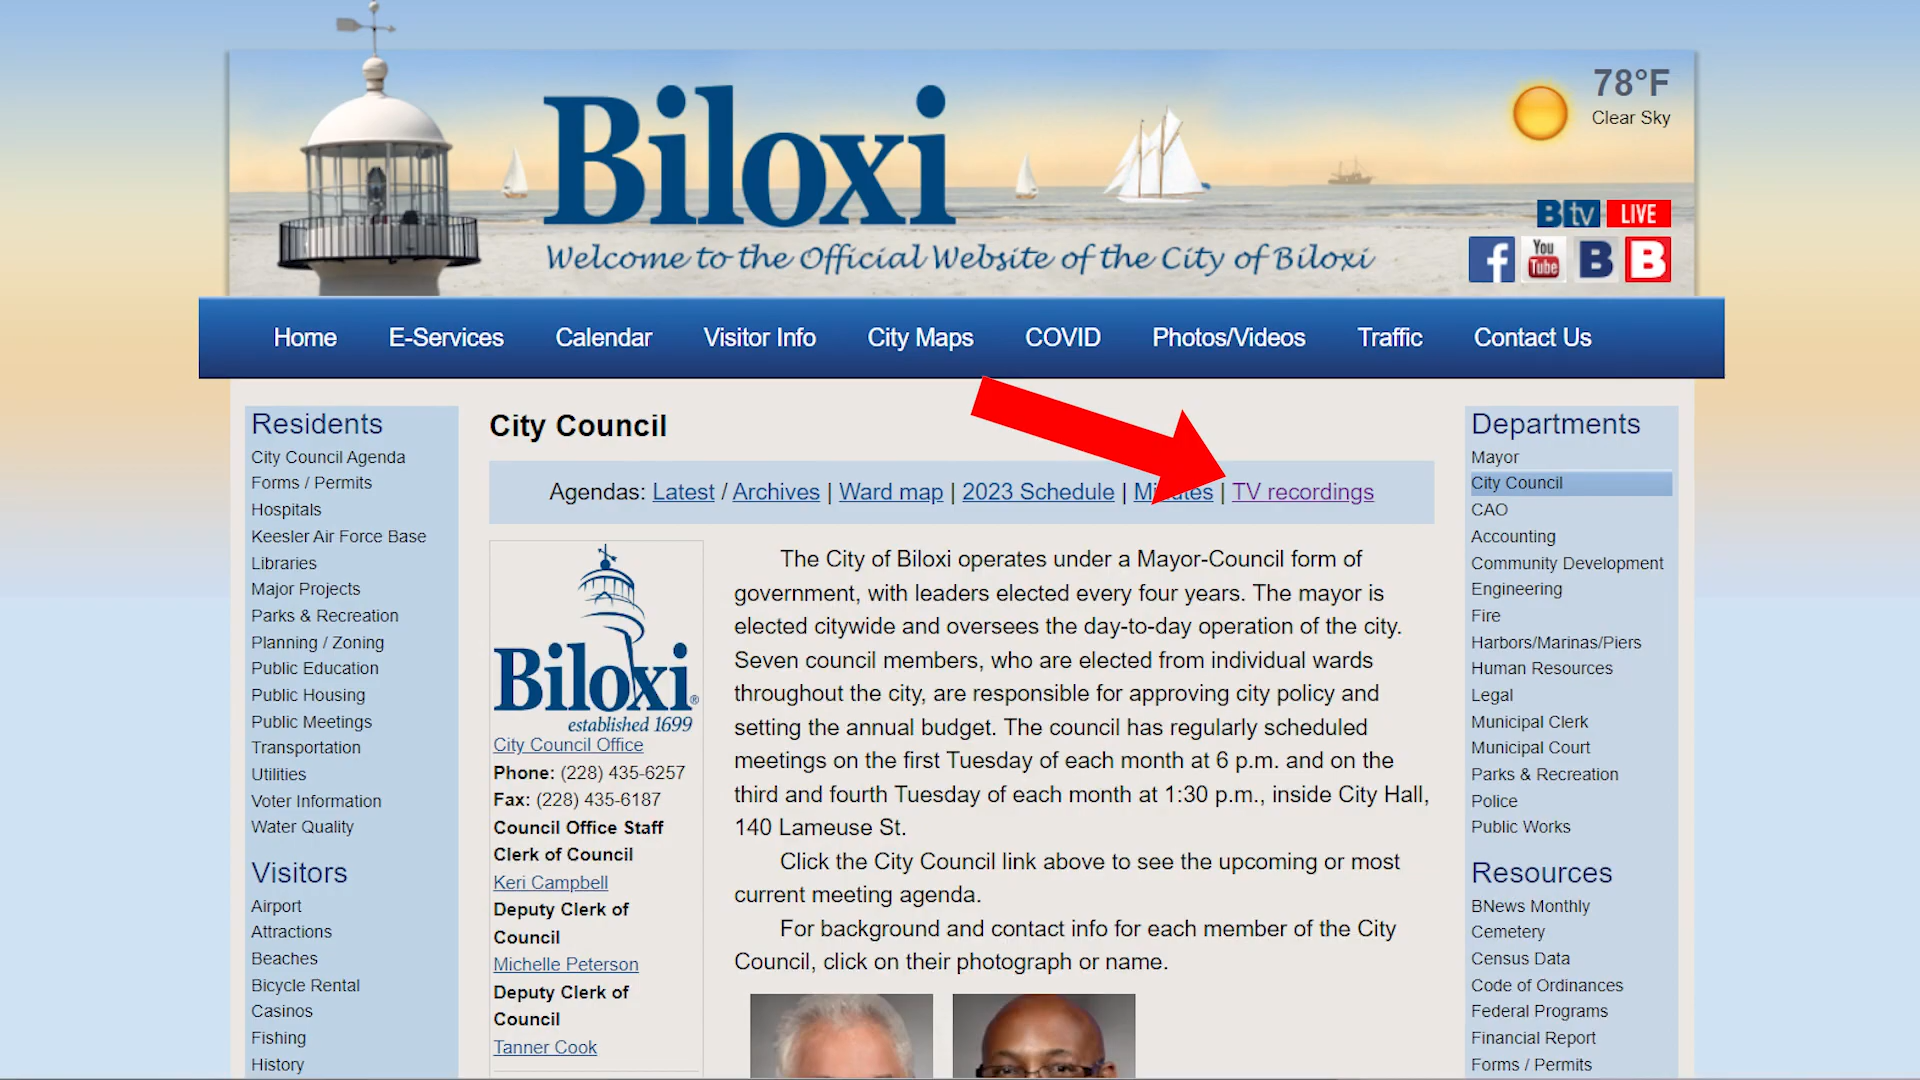 Biloxi
Welcome to the Official Website of the City of Biloxi
78°F
Clear Sky
Btv LIVE
f You Tube B B
Home E-Services Calendar Visitor Info City Maps COVID Photos/Videos Traffic Contact Us
Residents
City Council Agenda
Forms / Permits
Hospitals
Keesler Air Force Base
Libraries
Major Projects
Parks & Recreation
Planning / Zoning
Public Education
Public Housing
Public Meetings
Transportation
Utilities
Voter Information
Water Quality
Visitors
Airport
Attractions
Beaches
Bicycle Rental
Casinos
Fishing
History
City Council
Agendas: Latest / Archives | Ward map | 2023 Schedule | Minutes | TV recordings
Biloxi®
established 1699
City Council Office
Phone: (228) 435-6257
Fax: (228) 435-6187
Council Office Staff
Clerk of Council
Keri Campbell
Deputy Clerk of
Council
Michelle Peterson
Deputy Clerk of
Council
Tanner Cook
The City of Biloxi operates under a Mayor-Council form of
government, with leaders elected every four years. The mayor is
elected citywide and oversees the day-to-day operation of the city.
Seven council members, who are elected from individual wards
throughout the city, are responsible for approving city policy and
setting the annual budget. The council has regularly scheduled
meetings on the first Tuesday of each month at 6 p.m. and on the
third and fourth Tuesday of each month at 1:30 p.m., inside City Hall,
140 Lameuse St.
Click the City Council link above to see the upcoming or most
current meeting agenda.
For background and contact info for each member of the City
Council, click on their photograph or name.
Departments
Mayor
City Council
CAO
Accounting
Community Development
Engineering
Fire
Harbors/Marinas/Piers
Human Resources
Legal
Municipal Clerk
Municipal Court
Parks & Recreation
Police
Public Works
Resources
BNews Monthly
Cemetery
Census Data
Code of Ordinances
Federal Programs
Financial Report
Forms / Permits